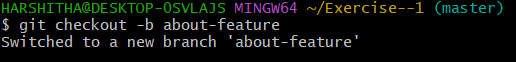 HARSHITHA@DESKTOP-OSVLAJS MINGW64 ~/Exercise--1 (master)
$ git checkout -b about-feature
Switched to a new branch 'about-feature'